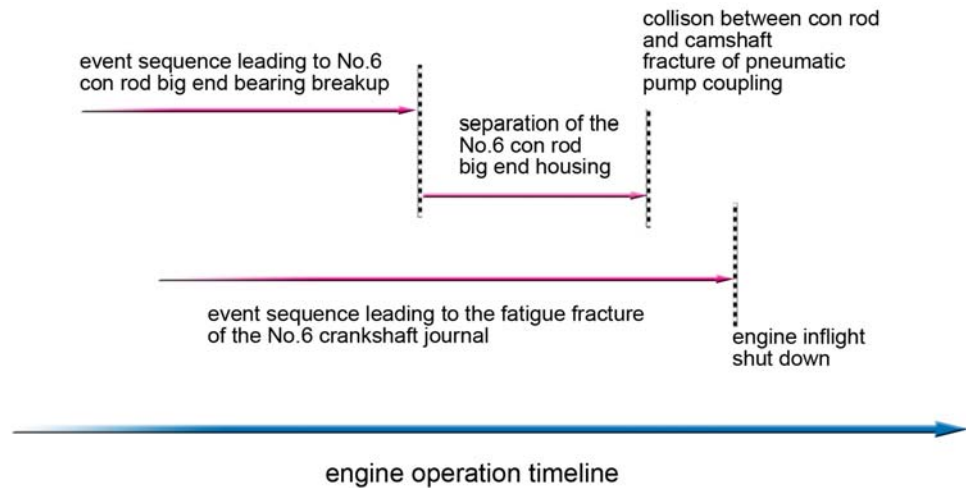 event sequence leading to No.6
con rod big end bearing breakup
collison between con rod
and camshaft
fracture of pneumatic
pump coupling
separation of the
No.6 con rod
big end housing
event sequence leading to the fatigue fracture
of the No.6 crankshaft journal
engine inflight
shut down
engine operation timeline